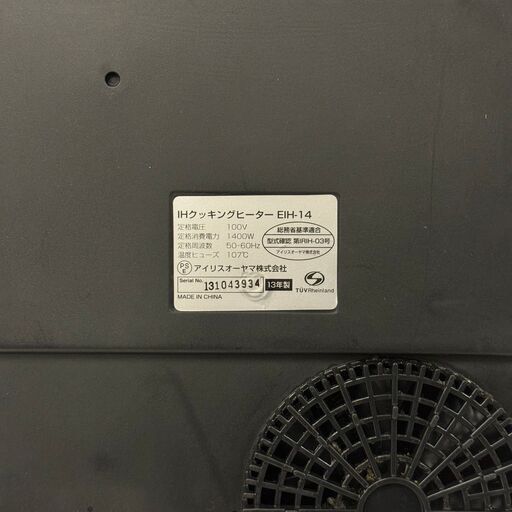 IHクッキングヒーター EIH-14
定格電圧 100V
定格消費電力 1400W
定格周波数 50-60Hz
温度ヒューズ 107℃
総務省基準適合
型式確認 第IRIH-03号
アイリスオーヤマ株式会社
PSE アイリスオーヤマ株式会社
Serial No. 131043934 13年製
MADE IN CHINA
TÜVRheinland